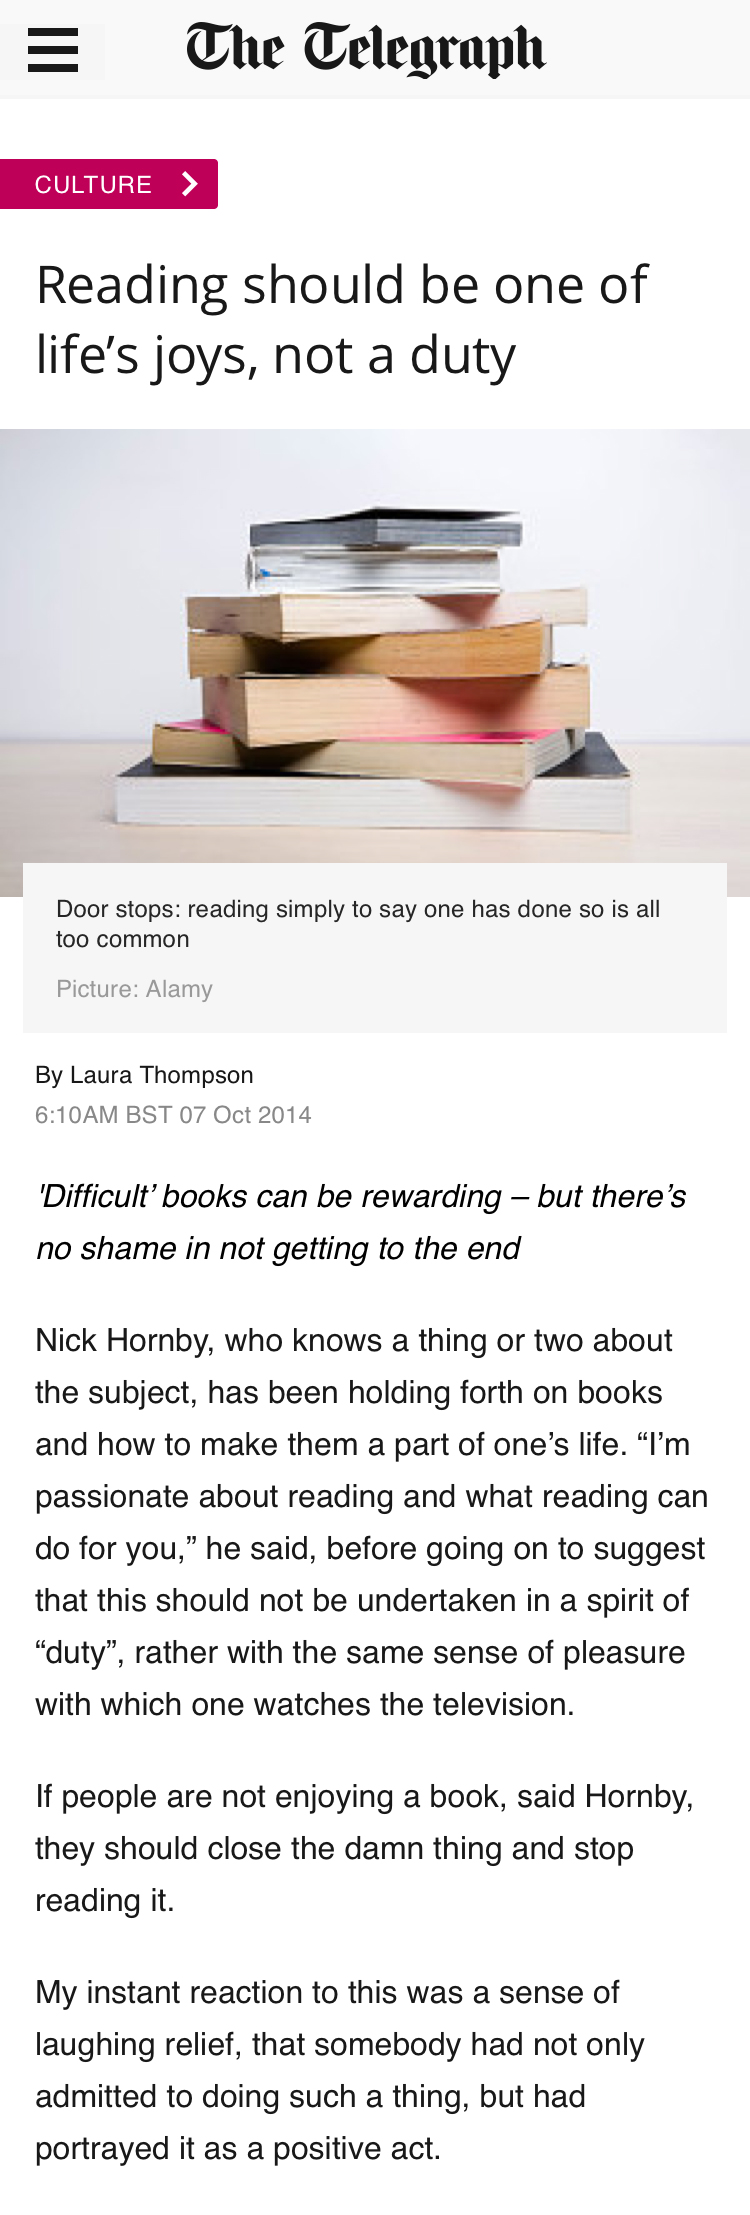 The Telegraph
CULTURE
Reading should be one of
life’s joys, not a duty
Door stops: reading simply to say one has done so is all
too common
Picture: Alamy
By Laura Thompson
6:10AM BST 07 Oct 2014
'Difficult’ books can be rewarding – but there’s
no shame in not getting to the end
Nick Hornby, who knows a thing or two about
the subject, has been holding forth on books
and how to make them a part of one’s life. “I’m
passionate about reading and what reading can
do for you,” he said, before going on to suggest
that this should not be undertaken in a spirit of
“duty”, rather with the same sense of pleasure
with which one watches the television.
If people are not enjoying a book, said Hornby,
they should close the damn thing and stop
reading it.
My instant reaction to this was a sense of
laughing relief, that somebody had not only
admitted to doing such a thing, but had
portrayed it as a positive act.